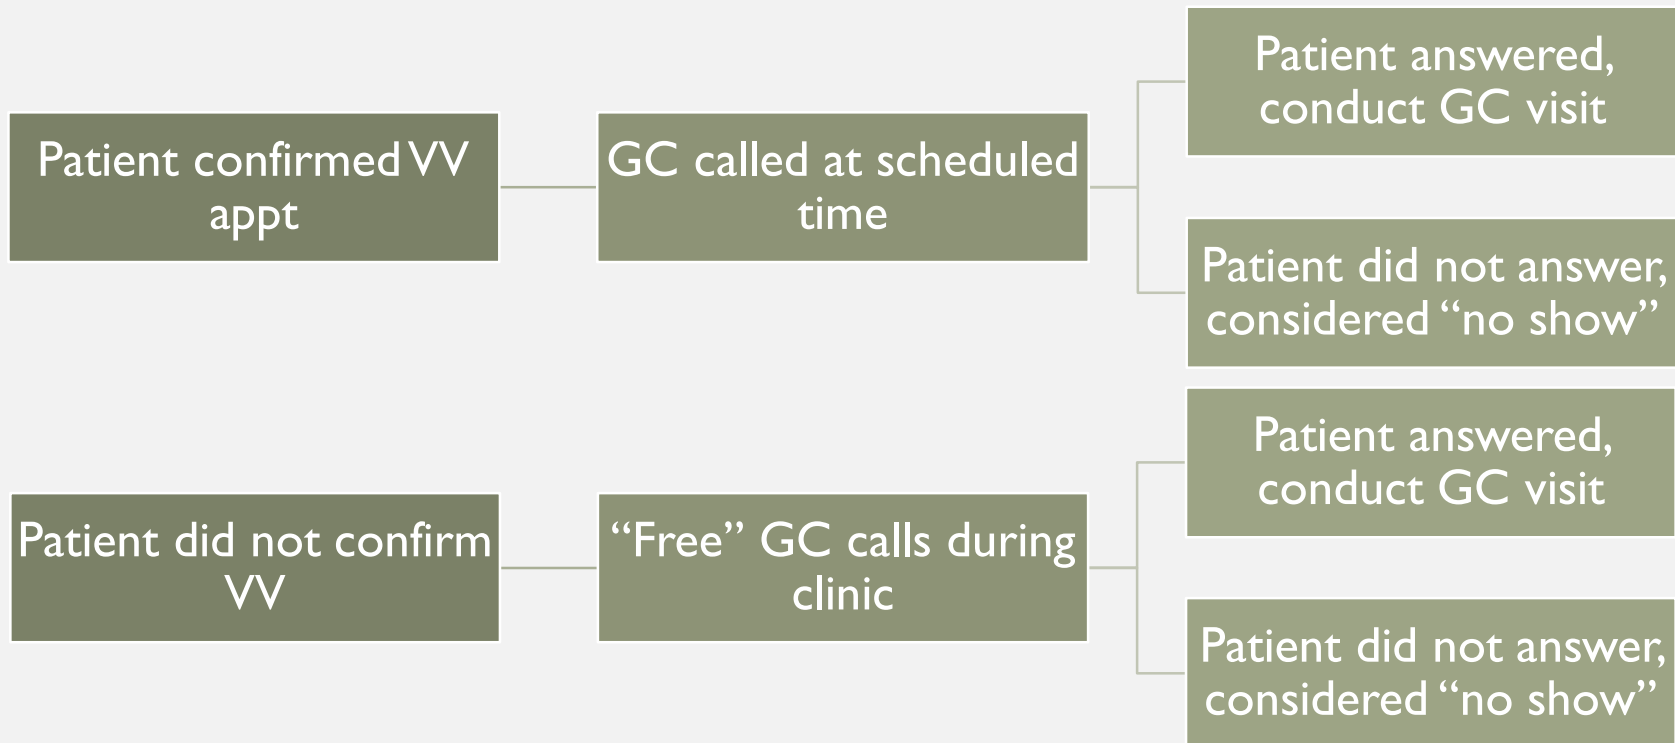 Patient confirmed VV
appt
GC called at scheduled
time
Patient answered,
conduct GC visit
Patient did not answer,
considered “no show”
Patient did not confirm
VV
“Free” GC calls during
clinic
Patient answered,
conduct GC visit
Patient did not answer,
considered “no show”